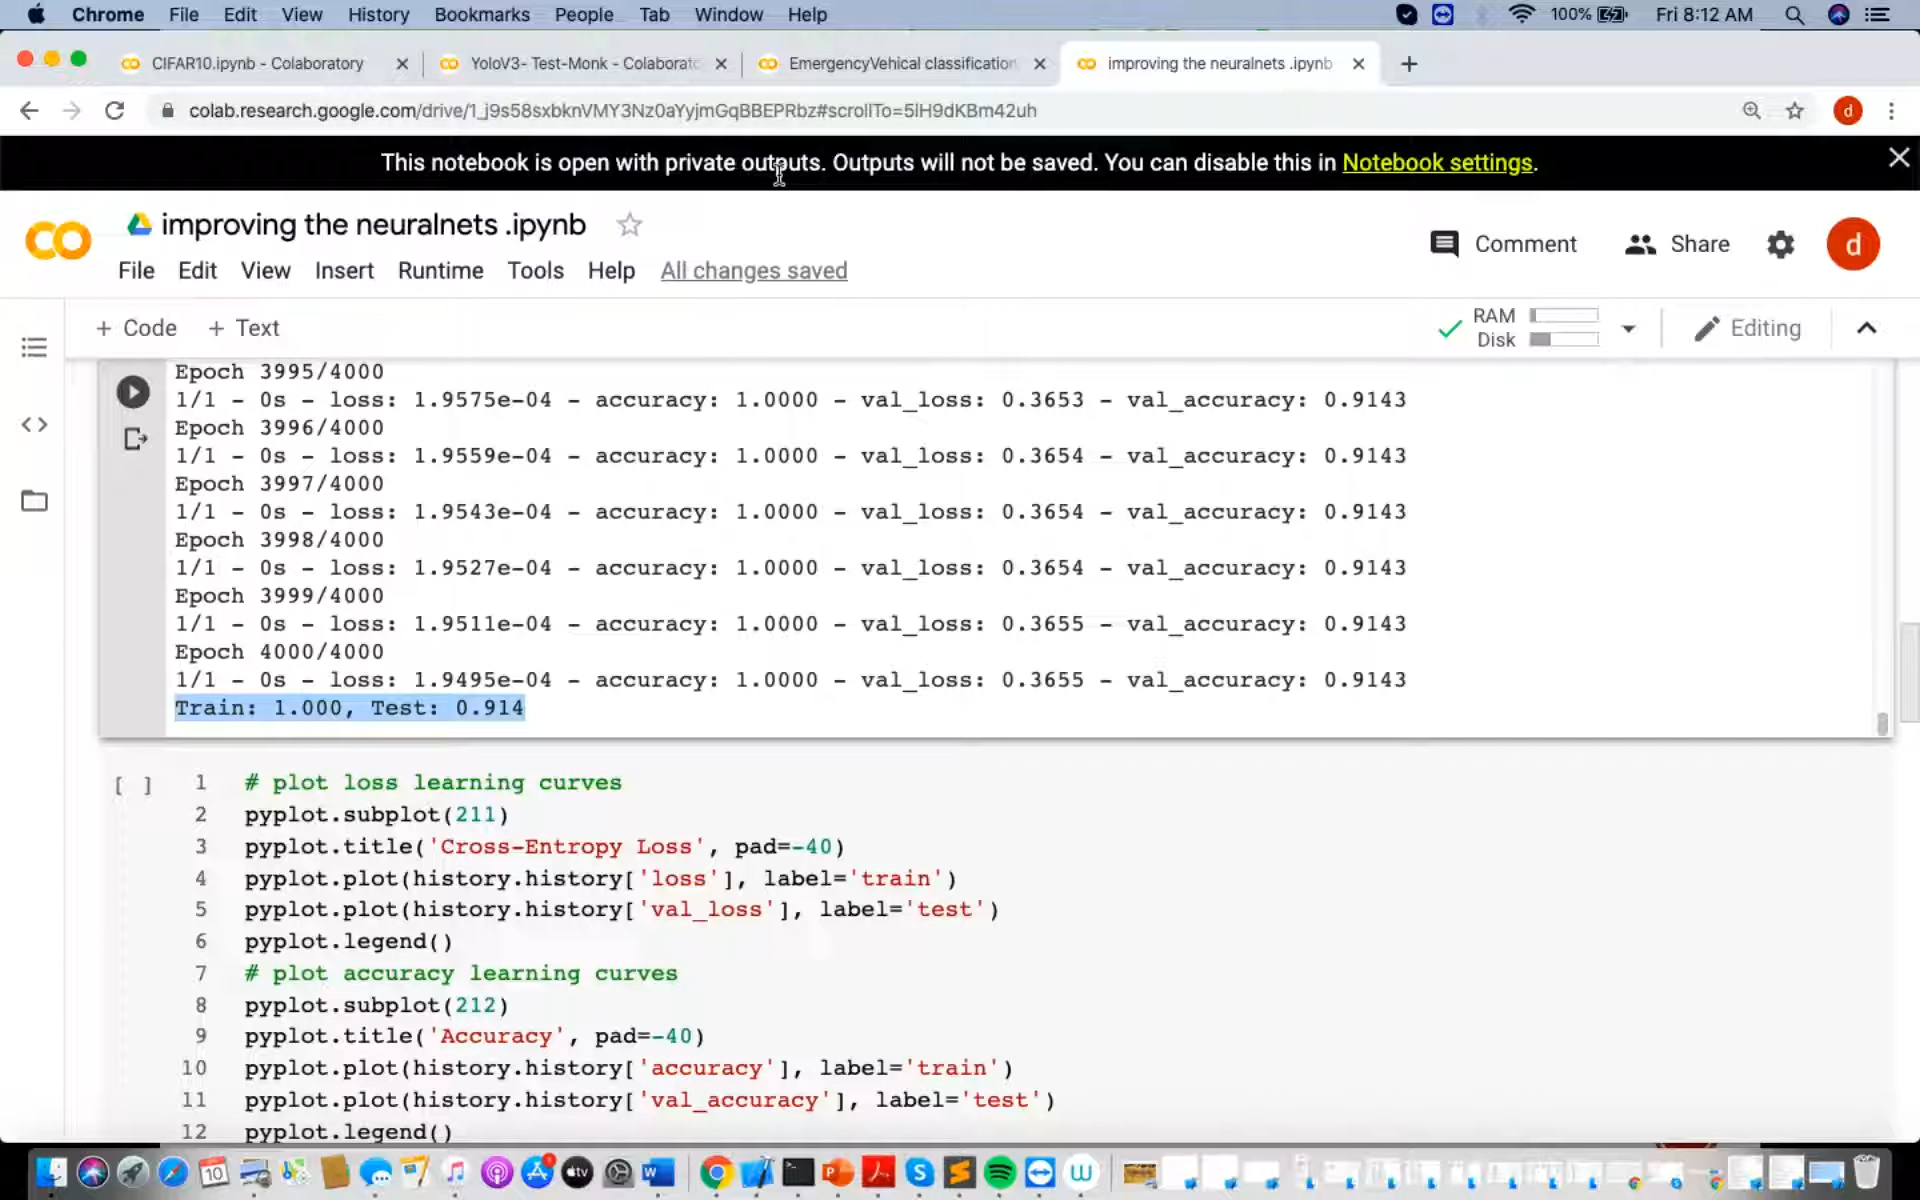 Chrome File Edit View History Bookmarks People Tab Window Help 100% Fri 8:12 AM
CIFAR10.ipynb - Colaboratory YoloV3- Test-Monk - Colaborato EmergencyVehical classification improving the neuralnets .ipynb
colab.research.google.com/drive/1_j9s58sxbknVMY3Nz0aYyjmGqBBEPRbz#scrollTo=5iH9dKBm42uh d
This notebook is open with private outputs. Outputs will not be saved. You can disable this in Notebook settings.
improving the neuralnets .ipynb
Comment Share d
File Edit View Insert Runtime Tools Help All changes saved
+ Code + Text RAM Disk Editing
Epoch 3995/4000
1/1 - 0s - loss: 1.9575e-04 - accuracy: 1.0000 - val_loss: 0.3653 - val_accuracy: 0.9143
Epoch 3996/4000
1/1 - 0s - loss: 1.9559e-04 - accuracy: 1.0000 - val_loss: 0.3654 - val_accuracy: 0.9143
Epoch 3997/4000
1/1 - 0s - loss: 1.9543e-04 - accuracy: 1.0000 - val_loss: 0.3654 - val_accuracy: 0.9143
Epoch 3998/4000
1/1 - 0s - loss: 1.9527e-04 - accuracy: 1.0000 - val_loss: 0.3654 - val_accuracy: 0.9143
Epoch 3999/4000
1/1 - 0s - loss: 1.9511e-04 - accuracy: 1.0000 - val_loss: 0.3655 - val_accuracy: 0.9143
Epoch 4000/4000
1/1 - 0s - loss: 1.9495e-04 - accuracy: 1.0000 - val_loss: 0.3655 - val_accuracy: 0.9143
Train: 1.000, Test: 0.914
[ ] 1 # plot loss learning curves
2 pyplot.subplot(211)
3 pyplot.title('Cross-Entropy Loss', pad=-40)
4 pyplot.plot(history.history['loss'], label='train')
5 pyplot.plot(history.history['val_loss'], label='test')
6 pyplot.legend()
7 # plot accuracy learning curves
8 pyplot.subplot(212)
9 pyplot.title('Accuracy', pad=-40)
10 pyplot.plot(history.history['accuracy'], label='train')
11 pyplot.plot(history.history['val_accuracy'], label='test')
12 pyplot.legend()